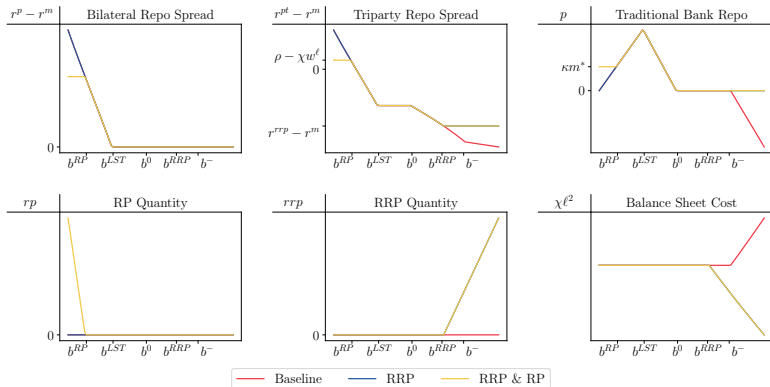 r^p − r^m Bilateral Repo Spread
0
b^{RP} b^{LST} b^0 b^{RRP} b^−
r^{pt} − r^m Triparty Repo Spread
ρ − χw^ℓ
0
r^{rrp} − r^m
b^{RP} b^{LST} b^0 b^{RRP} b^−
p Traditional Bank Repo
κm*
0
b^{RP} b^{LST} b^0 b^{RRP} b^−
rp RP Quantity
0
b^{RP} b^{LST} b^0 b^{RRP} b^−
rrp RRP Quantity
0
b^{RP} b^{LST} b^0 b^{RRP} b^−
χℓ² Balance Sheet Cost
b^{RP} b^{LST} b^0 b^{RRP} b^−
Baseline RRP RRP & RP